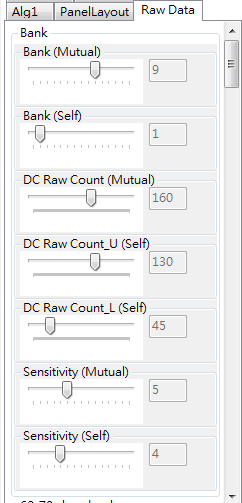 Alg1 PanelLayout Raw Data
Bank
Bank (Mutual)
9
Bank (Self)
1
DC Raw Count (Mutual)
160
DC Raw Count_U (Self)
130
DC Raw Count_L (Self)
45
Sensitivity (Mutual)
5
Sensitivity (Self)
4